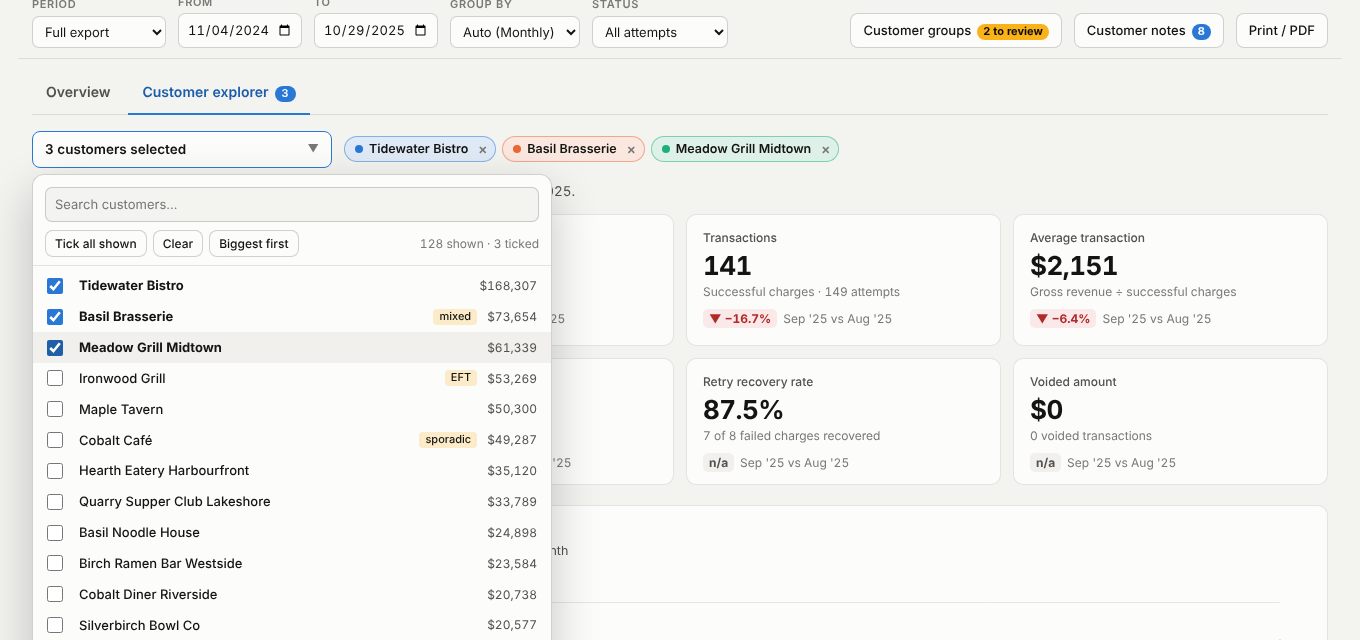 PERIOD FROM TO GROUP BY STATUS
Full export 11/04/2024 10/29/2025 Auto (Monthly) All attempts Customer groups 2 to review Customer notes 8 Print / PDF
Overview Customer explorer 3
3 customers selected ▼ Tidewater Bistro × Basil Brasserie × Meadow Grill Midtown ×
025.
Search customers...
Tick all shown Clear Biggest first 128 shown · 3 ticked
Tidewater Bistro $168,307
Basil Brasserie mixed $73,654
Meadow Grill Midtown $61,339
Ironwood Grill EFT $53,269
Maple Tavern $50,300
Cobalt Café sporadic $49,287
Hearth Eatery Harbourfront $35,120
Quarry Supper Club Lakeshore $33,789
Basil Noodle House $24,898
Birch Ramen Bar Westside $23,584
Cobalt Diner Riverside $20,738
Silverbirch Bowl Co $20,577
Transactions
141
Successful charges · 149 attempts
▼ −16.7% Sep '25 vs Aug '25
Average transaction
$2,151
Gross revenue ÷ successful charges
▼ −6.4% Sep '25 vs Aug '25
25
Retry recovery rate
87.5%
7 of 8 failed charges recovered
n/a Sep '25 vs Aug '25
Voided amount
$0
0 voided transactions
n/a Sep '25 vs Aug '25
'25
nth